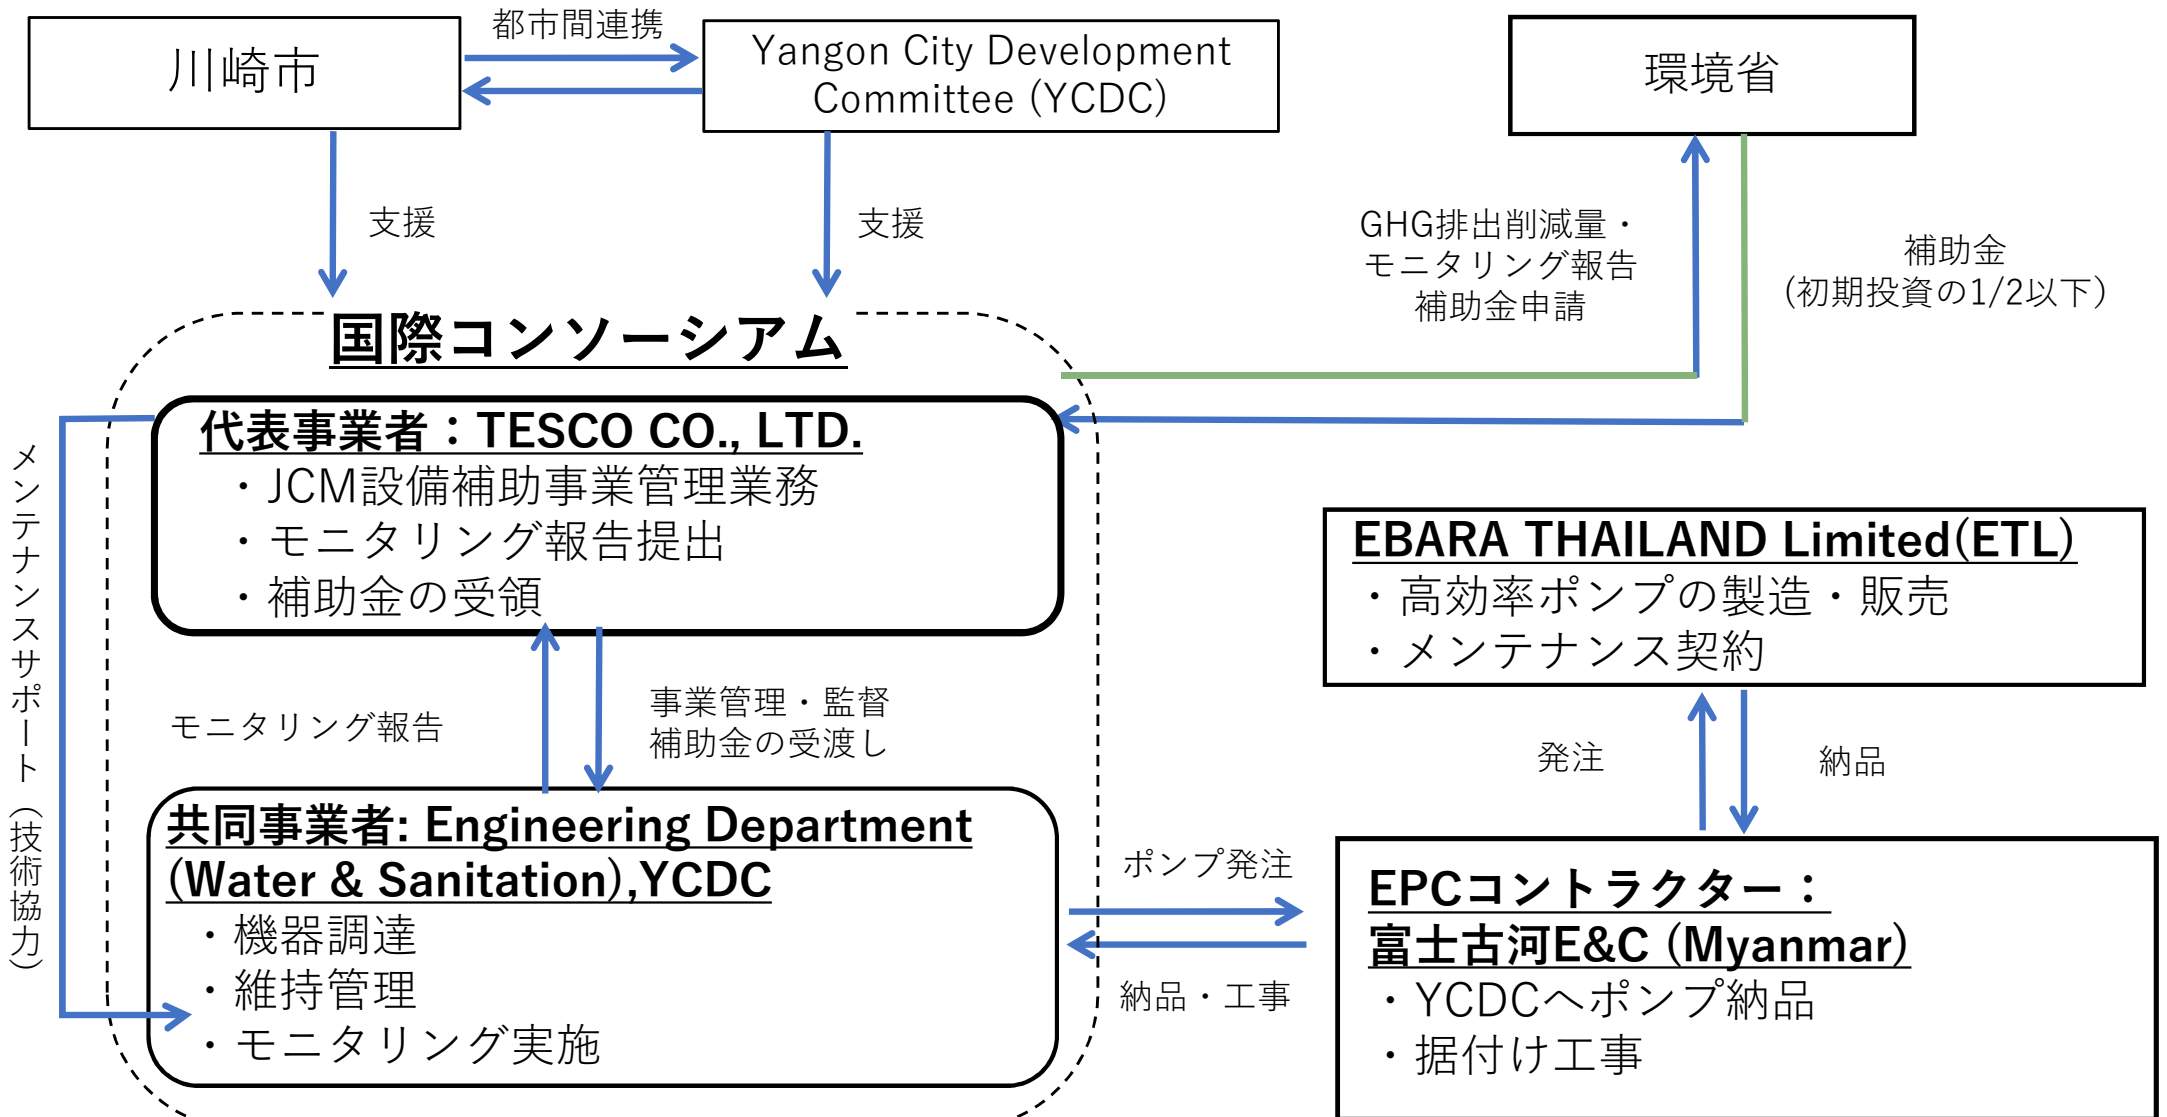 川崎市
都市間連携
Yangon City Development
Committee (YCDC)
環境省
支援
支援
GHG排出削減量・
モニタリング報告
補助金申請
補助金
(初期投資の1/2以下)
国際コンソーシアム
代表事業者：TESCO CO., LTD.
・JCM設備補助事業管理業務
・モニタリング報告提出
・補助金の受領
メンテナンスサポート（技術協力）
モニタリング報告
事業管理・監督
補助金の受渡し
共同事業者: Engineering Department
(Water & Sanitation),YCDC
・機器調達
・維持管理
・モニタリング実施
EBARA THAILAND Limited(ETL)
・高効率ポンプの製造・販売
・メンテナンス契約
発注
納品
ポンプ発注
納品・工事
EPCコントラクター：
富士古河E&C (Myanmar)
・YCDCへポンプ納品
・据付け工事